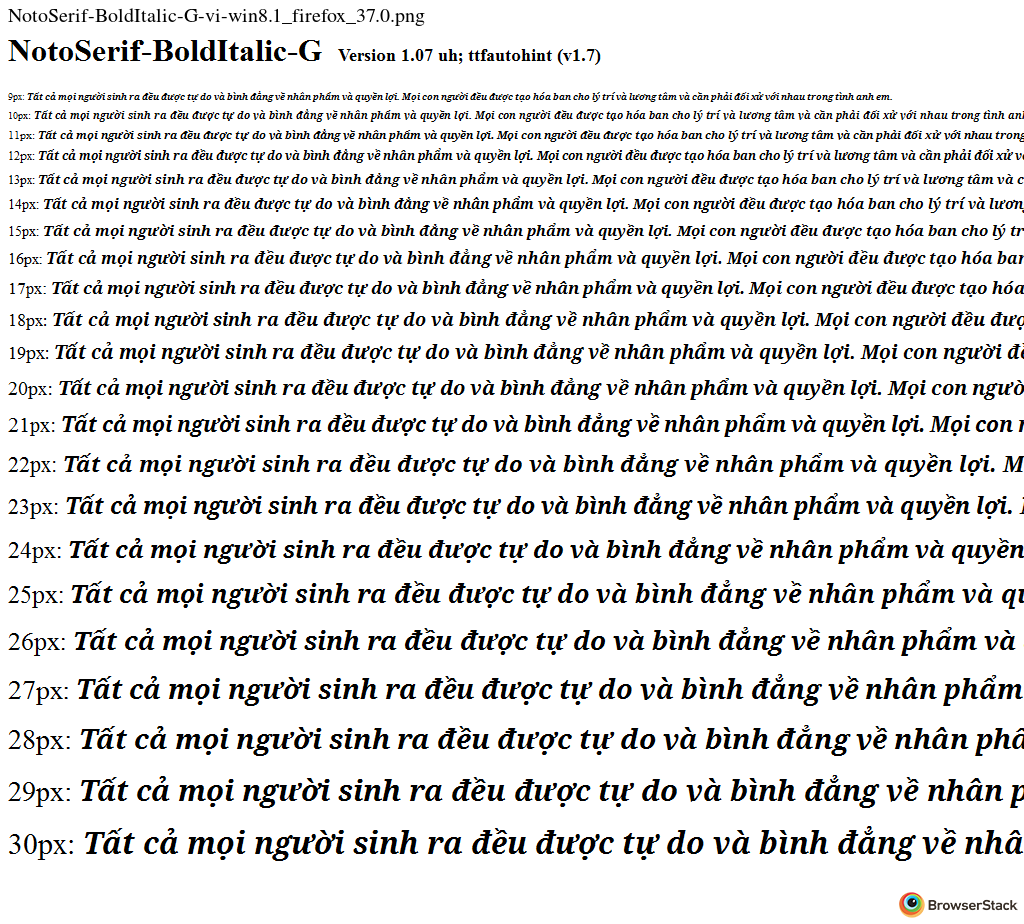 NotoSerif-BoldItalic-G-vi-win8.1_firefox_37.0.png
NotoSerif-BoldItalic-G Version 1.07 uh; ttfautohint (v1.7)
9px: Tất cả mọi người sinh ra đều được tự do và bình đẳng về nhân phẩm và quyền lợi. Mọi con người đều được tạo hóa ban cho lý trí và lương tâm và cần phải đối xử với nhau trong tình anh em.
10px: Tất cả mọi người sinh ra đều được tự do và bình đẳng về nhân phẩm và quyền lợi. Mọi con người đều được tạo hóa ban cho lý trí và lương tâm và cần phải đối xử với nhau trong tình
11px: Tất cả mọi người sinh ra đều được tự do và bình đẳng về nhân phẩm và quyền lợi. Mọi con người đều được tạo hóa ban cho lý trí và lương tâm và cần phải đối xử với nhau
12px: Tất cả mọi người sinh ra đều được tự do và bình đẳng về nhân phẩm và quyền lợi. Mọi con người đều được tạo hóa ban cho lý trí và lương tâm và cần phải đối xử
13px: Tất cả mọi người sinh ra đều được tự do và bình đẳng về nhân phẩm và quyền lợi. Mọi con người đều được tạo hóa ban cho lý trí và lương tâm và
14px: Tất cả mọi người sinh ra đều được tự do và bình đẳng về nhân phẩm và quyền lợi. Mọi con người đều được tạo hóa ban cho lý trí và
15px: Tất cả mọi người sinh ra đều được tự do và bình đẳng về nhân phẩm và quyền lợi. Mọi con người đều được tạo hóa ban cho lý
16px: Tất cả mọi người sinh ra đều được tự do và bình đẳng về nhân phẩm và quyền lợi. Mọi con người đều được tạo hóa ban
17px: Tất cả mọi người sinh ra đều được tự do và bình đẳng về nhân phẩm và quyền lợi. Mọi con người đều được tạo hóa
18px: Tất cả mọi người sinh ra đều được tự do và bình đẳng về nhân phẩm và quyền lợi. Mọi con người đều
19px: Tất cả mọi người sinh ra đều được tự do và bình đẳng về nhân phẩm và quyền lợi. Mọi con người
20px: Tất cả mọi người sinh ra đều được tự do và bình đẳng về nhân phẩm và quyền lợi. Mọi con
21px: Tất cả mọi người sinh ra đều được tự do và bình đẳng về nhân phẩm và quyền lợi. Mọi con
22px: Tất cả mọi người sinh ra đều được tự do và bình đẳng về nhân phẩm và quyền lợi. M
23px: Tất cả mọi người sinh ra đều được tự do và bình đẳng về nhân phẩm và quyền lợi.
24px: Tất cả mọi người sinh ra đều được tự do và bình đẳng về nhân phẩm và quyền
25px: Tất cả mọi người sinh ra đều được tự do và bình đẳng về nhân phẩm và
26px: Tất cả mọi người sinh ra đều được tự do và bình đẳng về nhân phẩm và
27px: Tất cả mọi người sinh ra đều được tự do và bình đẳng về nhân phẩm
28px: Tất cả mọi người sinh ra đều được tự do và bình đẳng về nhân
29px: Tất cả mọi người sinh ra đều được tự do và bình đẳng về nhân
30px: Tất cả mọi người sinh ra đều được tự do và bình đẳng về nhâ
BrowserStack